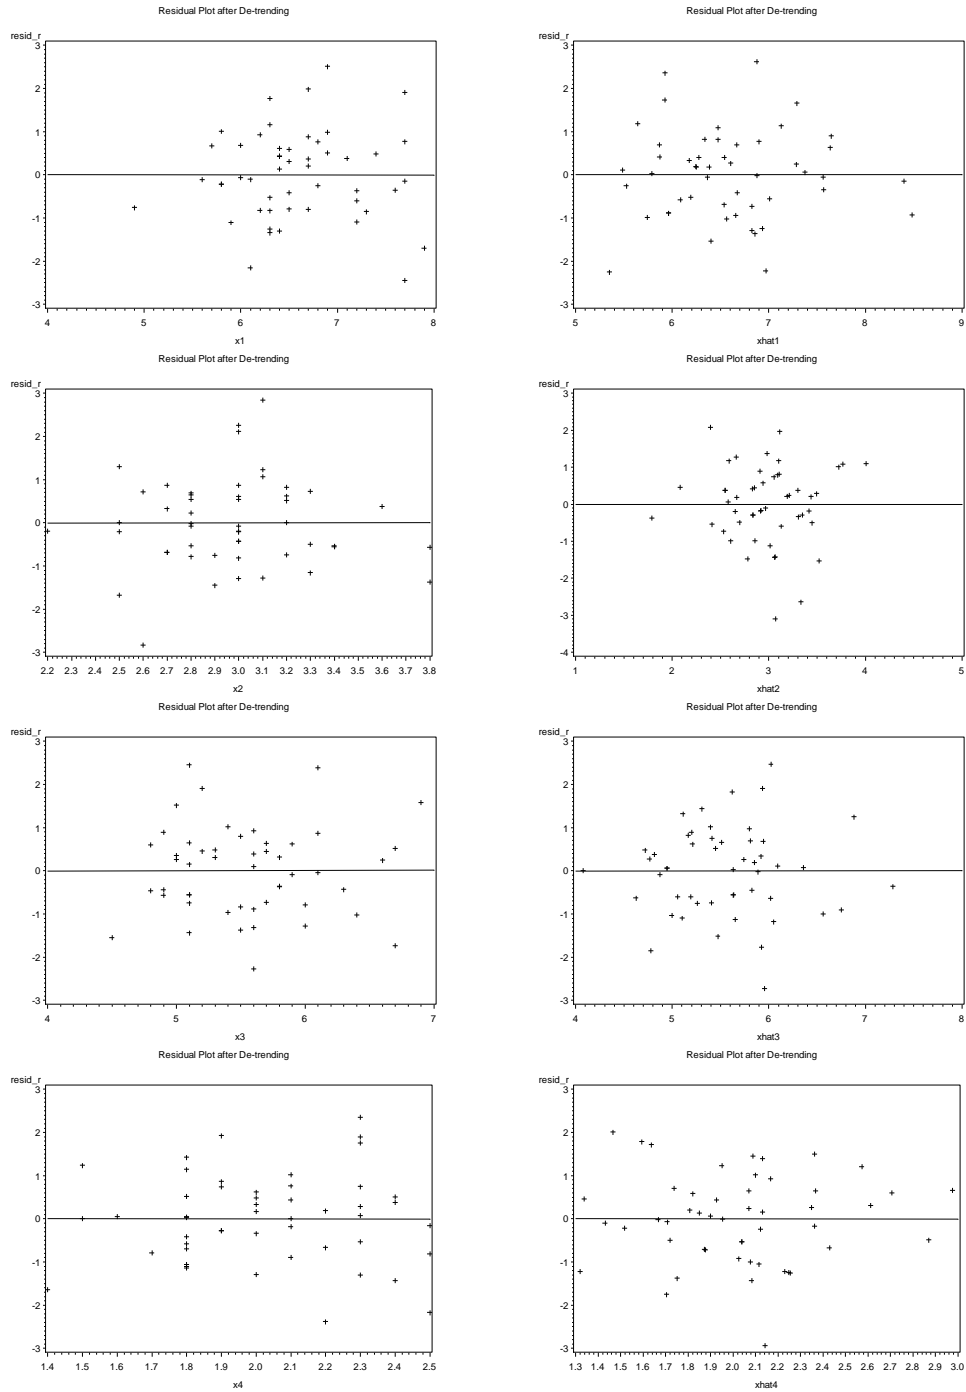 Residual Plot after De-trending
resid_r
3
2
1
0
-1
-2
-3
4 5 6 7 8
x1
Residual Plot after De-trending
resid_r
3
2
1
0
-1
-2
-3
5 6 7 8 9
xhat1
Residual Plot after De-trending
resid_r
3
2
1
0
-1
-2
-3
2.2 2.3 2.4 2.5 2.6 2.7 2.8 2.9 3.0 3.1 3.2 3.3 3.4 3.5 3.6 3.7 3.8
x2
Residual Plot after De-trending
resid_r
3
2
1
0
-1
-2
-3
-4
1 2 3 4 5
xhat2
Residual Plot after De-trending
resid_r
3
2
1
0
-1
-2
-3
4 5 6 7
x3
Residual Plot after De-trending
resid_r
3
2
1
0
-1
-2
-3
4 5 6 7 8
xhat3
Residual Plot after De-trending
resid_r
3
2
1
0
-1
-2
-3
1.4 1.5 1.6 1.7 1.8 1.9 2.0 2.1 2.2 2.3 2.4 2.5
x4
Residual Plot after De-trending
resid_r
3
2
1
0
-1
-2
-3
1.3 1.4 1.5 1.6 1.7 1.8 1.9 2.0 2.1 2.2 2.3 2.4 2.5 2.6 2.7 2.8 2.9 3.0
xhat4